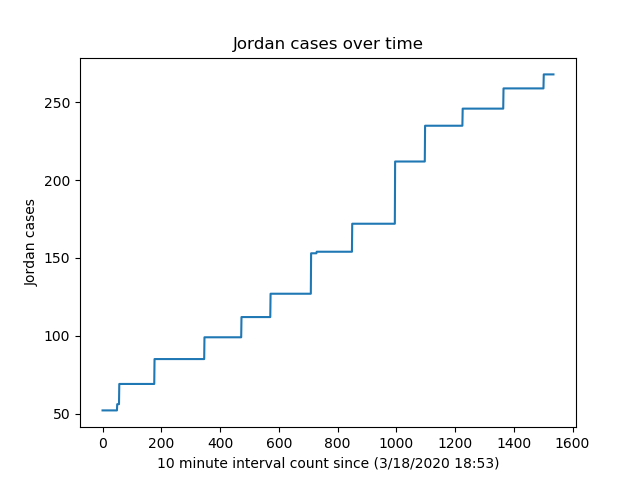 Jordan cases over time
250
200
150
100
50
Jordan cases
0 200 400 600 800 1000 1200 1400 1600
10 minute interval count since (3/18/2020 18:53)